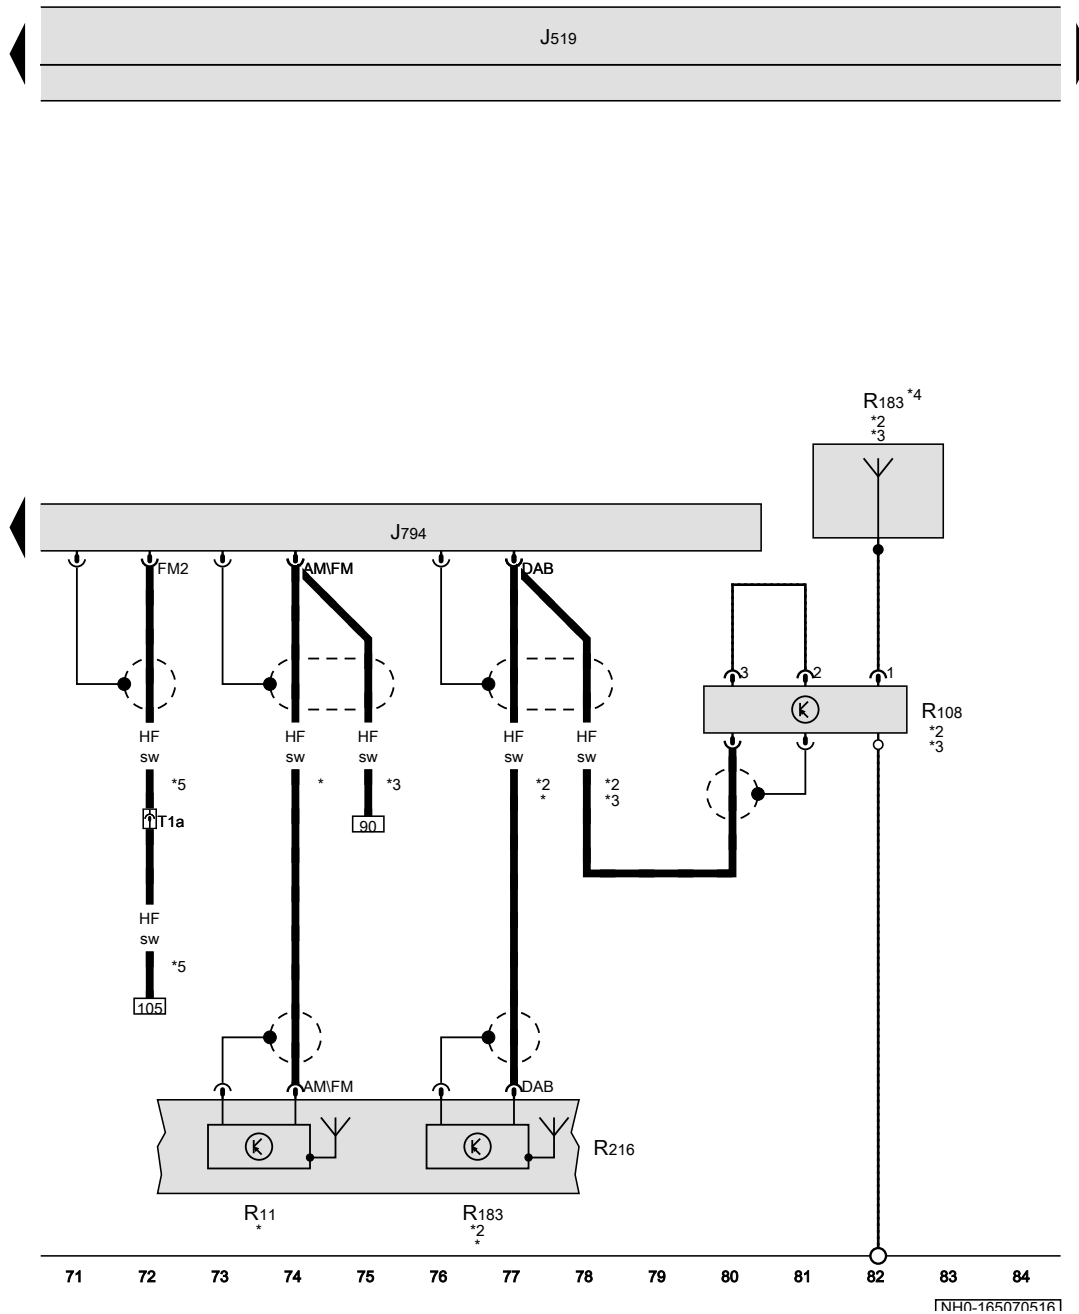 J519
R183 *4
*2
*3
J794
FM2
AM\FM
DAB
3
2
1
R108
*2
*3
HF
sw
HF
sw
HF
sw
HF
sw
HF
sw
*5
*
*3
*2
*
*2
*3
T1a
90
HF
sw
*5
105
AM\FM
DAB
R216
R11
*
R183
*2
*
71 72 73 74 75 76 77 78 79 80 81 82 83 84
NH0-165070516